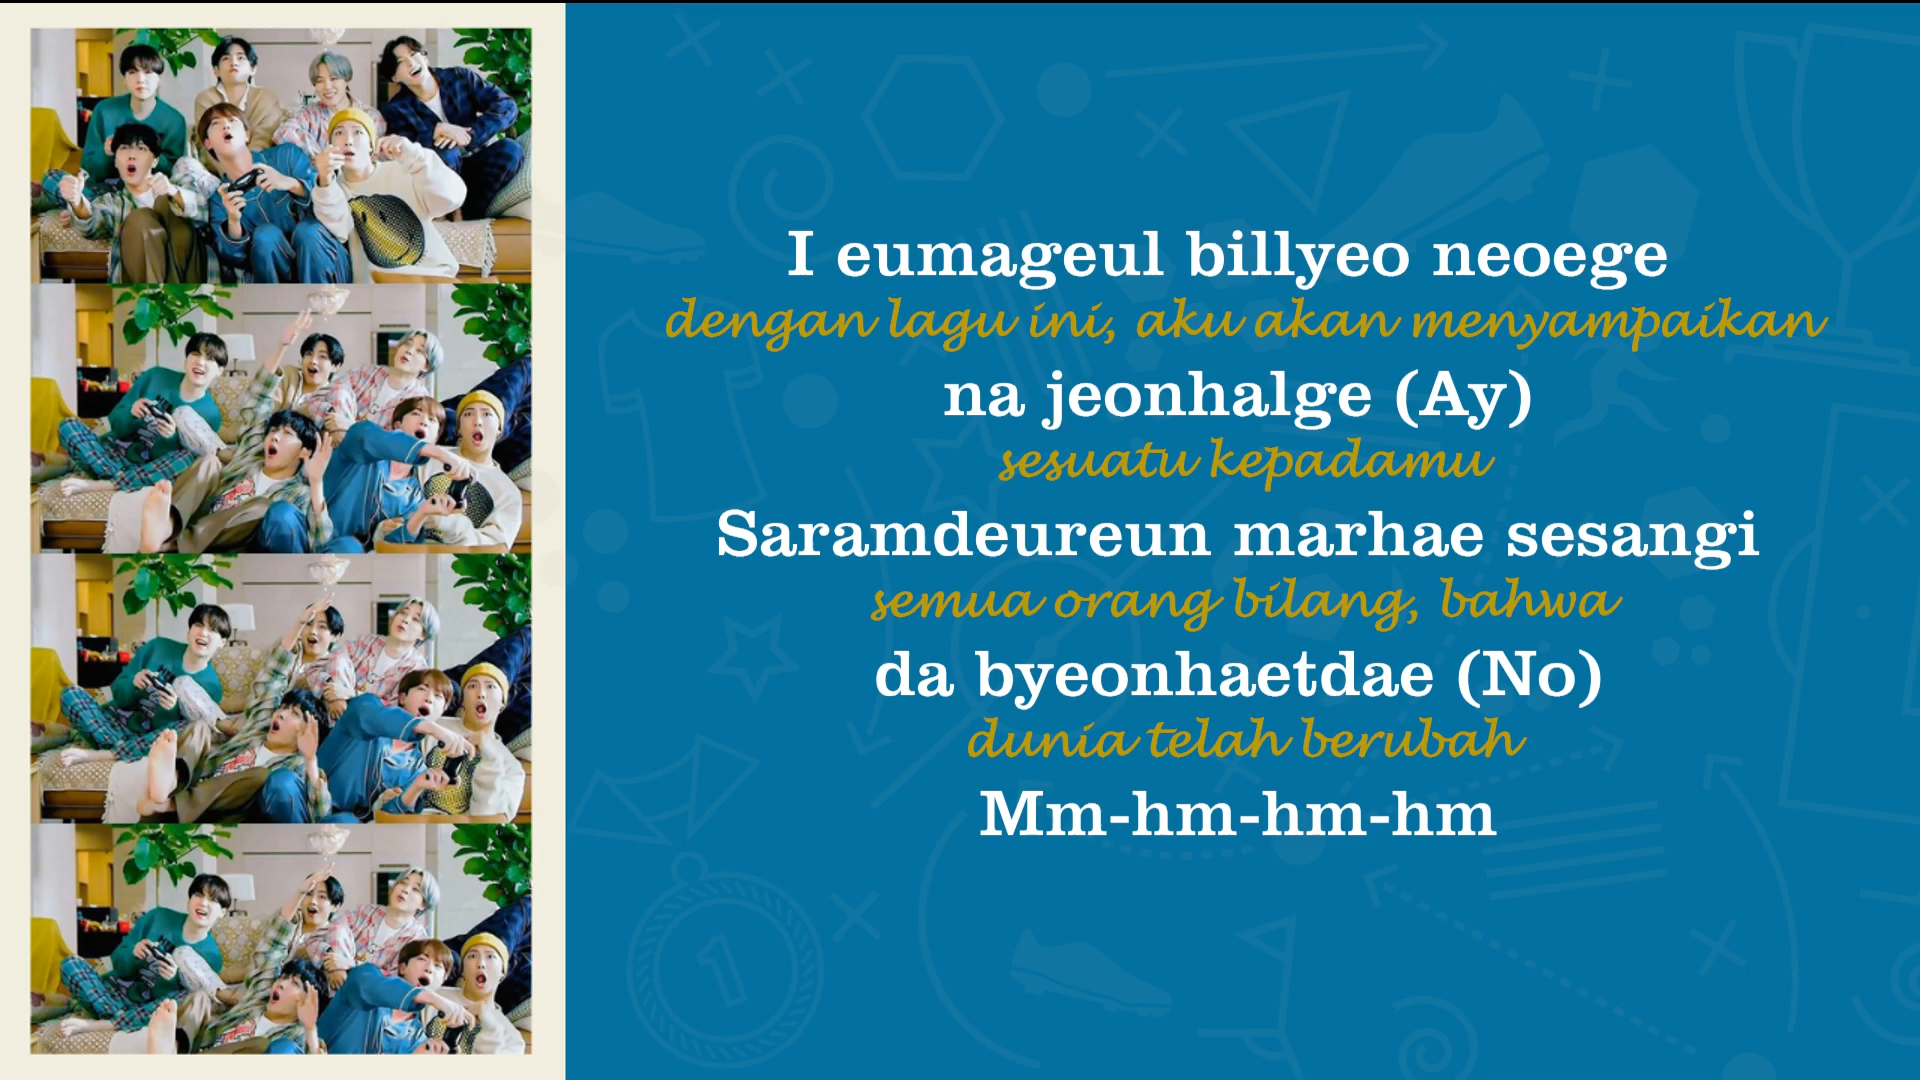 I eumageul billyeo neoege
dengan lagu ini, aku akan menyampaikan
na jeonhalge (Ay)
sesuatu kepadamu
Saramdeureun marhae sesangi
semua orang bilang, bahwa
da byeonhaetdae (No)
dunia telah berubah
Mm-hm-hm-hm
1